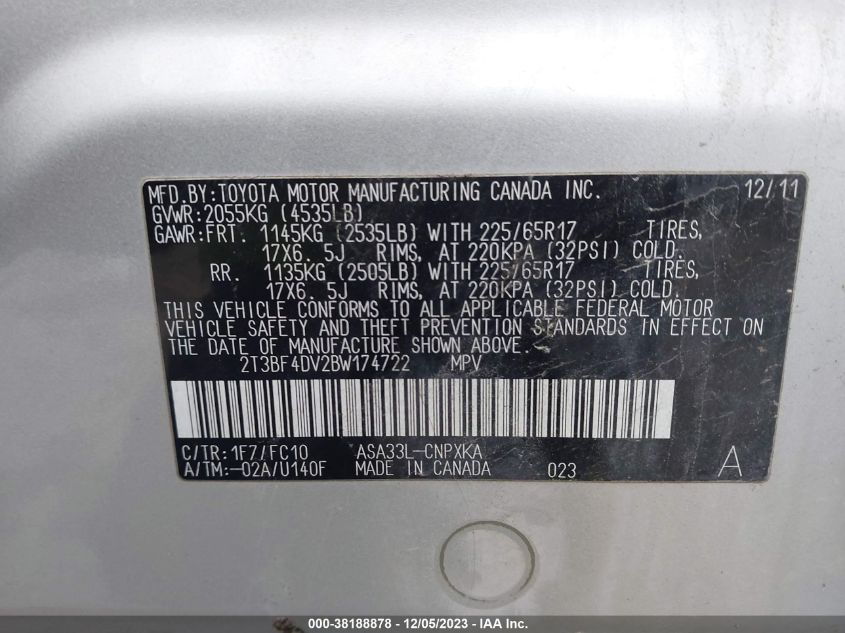 MFD.BY:TOYOTA MOTOR MANUFACTURING CANADA INC. 12/11
GVWR:2055KG (4535LB)
GAWR:FRT. 1145KG (2535LB) WITH 225/65R17 TIRES,
17X6. 5J RIMS, AT 220KPA (32PSI) COLD.
RR. 1135KG (2505LB) WITH 225/65R17 TIRES,
17X6. 5J RIMS, AT 220KPA (32PSI) COLD.
THIS VEHICLE CONFORMS TO ALL APPLICABLE FEDERAL MOTOR
VEHICLE SAFETY AND THEFT PREVENTION STANDARDS IN EFFECT ON
THE DATE OF MANUFACTURE SHOWN ABOVE.
2T3BF4DV2BW174722 MPV
C/TR:1F7/FC10 ASA33L-CNPXKA
A/TM:-02A/U140F MADE IN CANADA 023 A
000-38188878 - 12/05/2023 - IAA Inc.